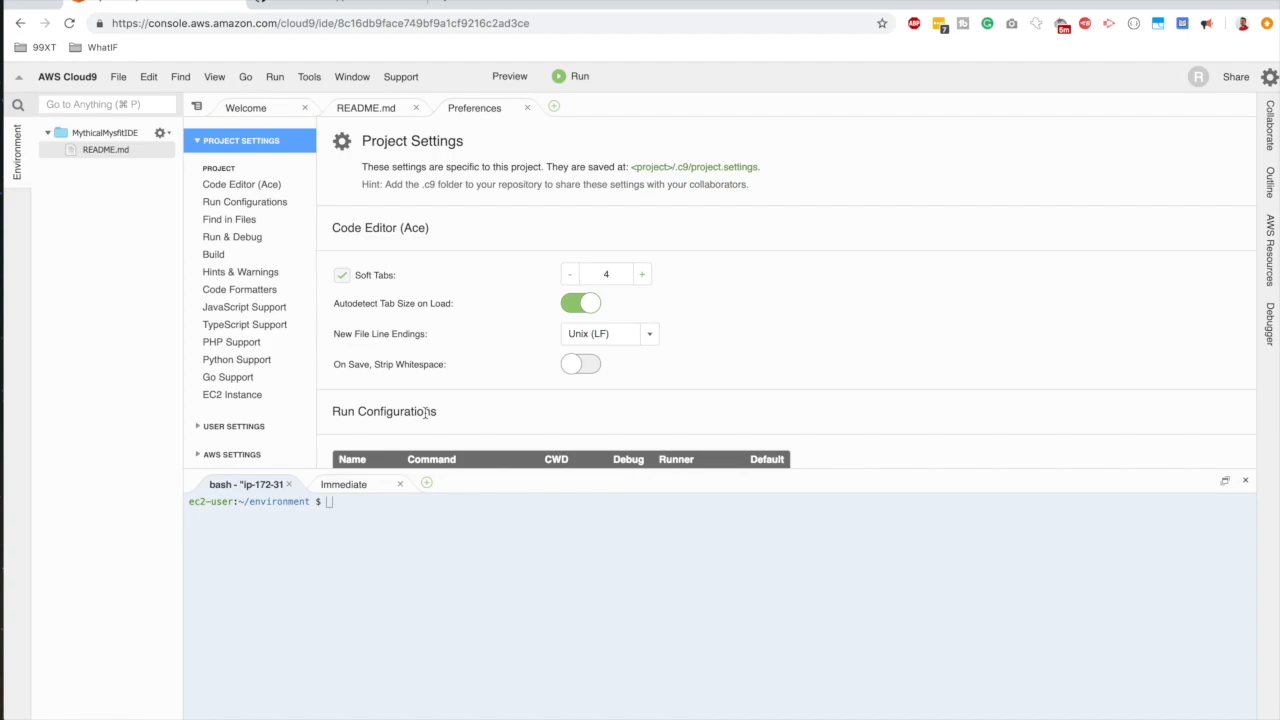 https://console.aws.amazon.com/cloud9/ide/8c16db9face749bf9a1cf9216c2ad3ce
ABP
7
5m
99XT
WhatIF
AWS Cloud9 File Edit Find View Go Run Tools Window Support Preview Run R Share
Go to Anything (⌘ P)
Welcome × README.md × Preferences ×
MythicalMysfitIDE
README.md
Environment
PROJECT SETTINGS
PROJECT
Code Editor (Ace)
Run Configurations
Find in Files
Run & Debug
Build
Hints & Warnings
Code Formatters
JavaScript Support
TypeScript Support
PHP Support
Python Support
Go Support
EC2 Instance
USER SETTINGS
AWS SETTINGS
Project Settings
These settings are specific to this project. They are saved at: <project>/.c9/project.settings.
Hint: Add the .c9 folder to your repository to share these settings with your collaborators.
Code Editor (Ace)
Soft Tabs: - 4 +
Autodetect Tab Size on Load:
New File Line Endings: Unix (LF)
On Save, Strip Whitespace:
Run Configurations
Name Command CWD Debug Runner Default
Collaborate
Outline
AWS Resources
Debugger
bash - "ip-172-31 × Immediate ×
ec2-user:~/environment $